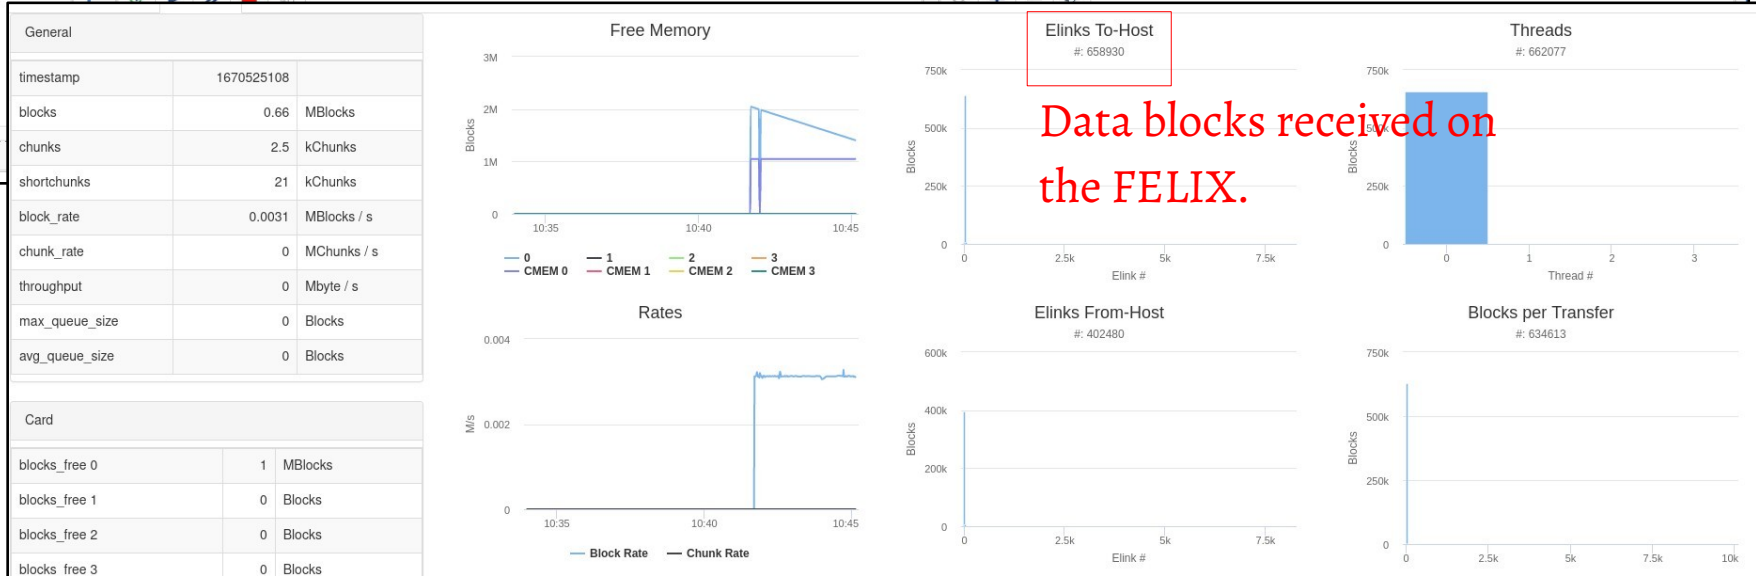 General
timestamp 1670525108
blocks 0.66 MBlocks
chunks 2.5 kChunks
shortchunks 21 kChunks
block_rate 0.0031 MBlocks / s
chunk_rate 0 MChunks / s
throughput 0 Mbyte / s
max_queue_size 0 Blocks
avg_queue_size 0 Blocks
Card
blocks_free 0 1 MBlocks
blocks_free 1 0 Blocks
blocks_free 2 0 Blocks
blocks free 3 0 Blocks
Free Memory
3M
2M
1M
0
Blocks
10:35 10:40 10:45
0 1 2 3
CMEM 0 CMEM 1 CMEM 2 CMEM 3
Rates
0.004
0.002
0
M/s
10:35 10:40 10:45
Block Rate Chunk Rate
Elinks To-Host
#: 658930
750k
500k
250k
0
Blocks
0 2.5k 5k 7.5k
Elink #
Data blocks received on
the FELIX.
Elinks From-Host
#: 402480
600k
400k
200k
0
Blocks
0 2.5k 5k 7.5k
Elink #
Threads
#: 662077
750k
500k
250k
0
Blocks
0 1 2 3
Thread #
Blocks per Transfer
#: 634613
750k
500k
250k
0
Blocks
0 2.5k 5k 7.5k 10k